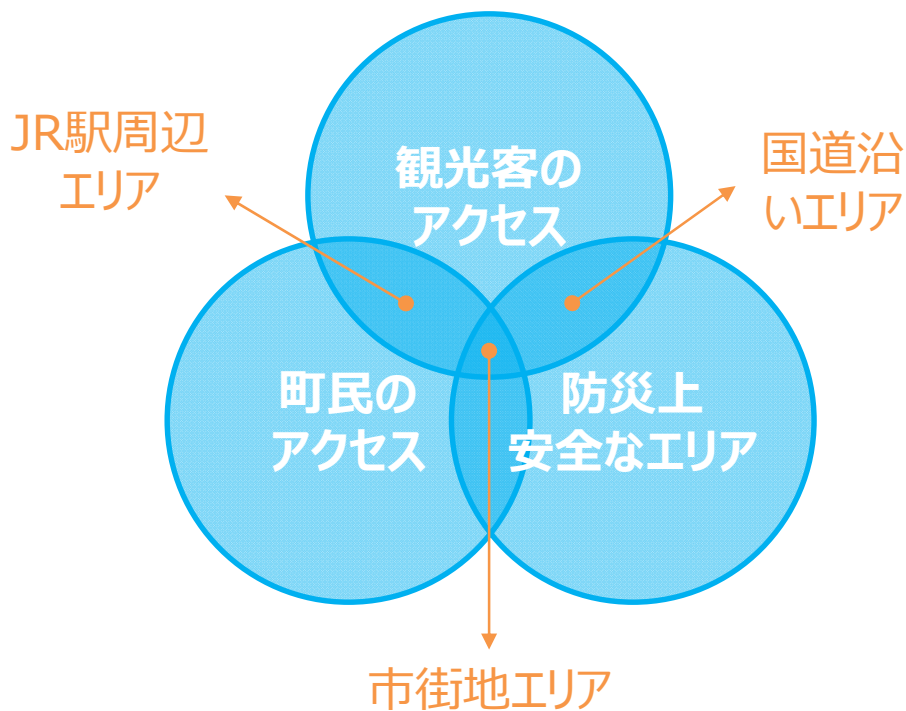 JR駅周辺
エリア
観光客の
アクセス
国道沿
いエリア
町民の
アクセス
防災上
安全なエリア
市街地エリア